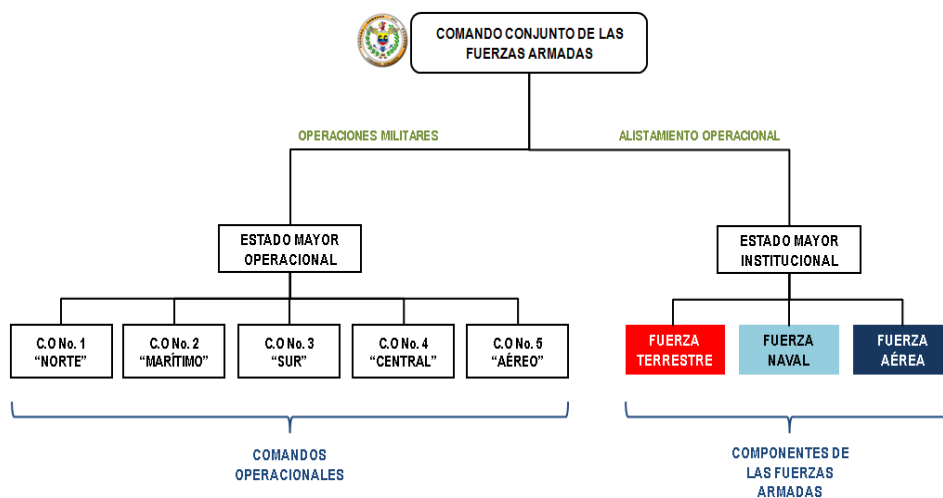 COMANDO CONJUNTO DE LAS
FUERZAS ARMADAS
OPERACIONES MILITARES
ALISTAMIENTO OPERACIONAL
ESTADO MAYOR
OPERACIONAL
ESTADO MAYOR
INSTITUCIONAL
C.O No. 1
“NORTE”
C.O No. 2
“MARÍTIMO”
C.O No. 3
“SUR”
C.O No. 4
“CENTRAL”
C.O No. 5
“AÉREO”
FUERZA
TERRESTRE
FUERZA
NAVAL
FUERZA
AÉREA
COMANDOS
OPERACIONALES
COMPONENTES DE
LAS FUERZAS
ARMADAS